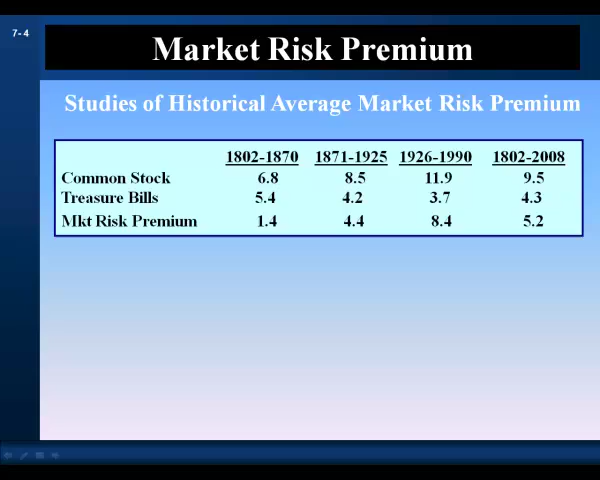 7- 4
Market Risk Premium
Studies of Historical Average Market Risk Premium
1802-1870 1871-1925 1926-1990 1802-2008
Common Stock 6.8 8.5 11.9 9.5
Treasure Bills 5.4 4.2 3.7 4.3
Mkt Risk Premium 1.4 4.4 8.4 5.2